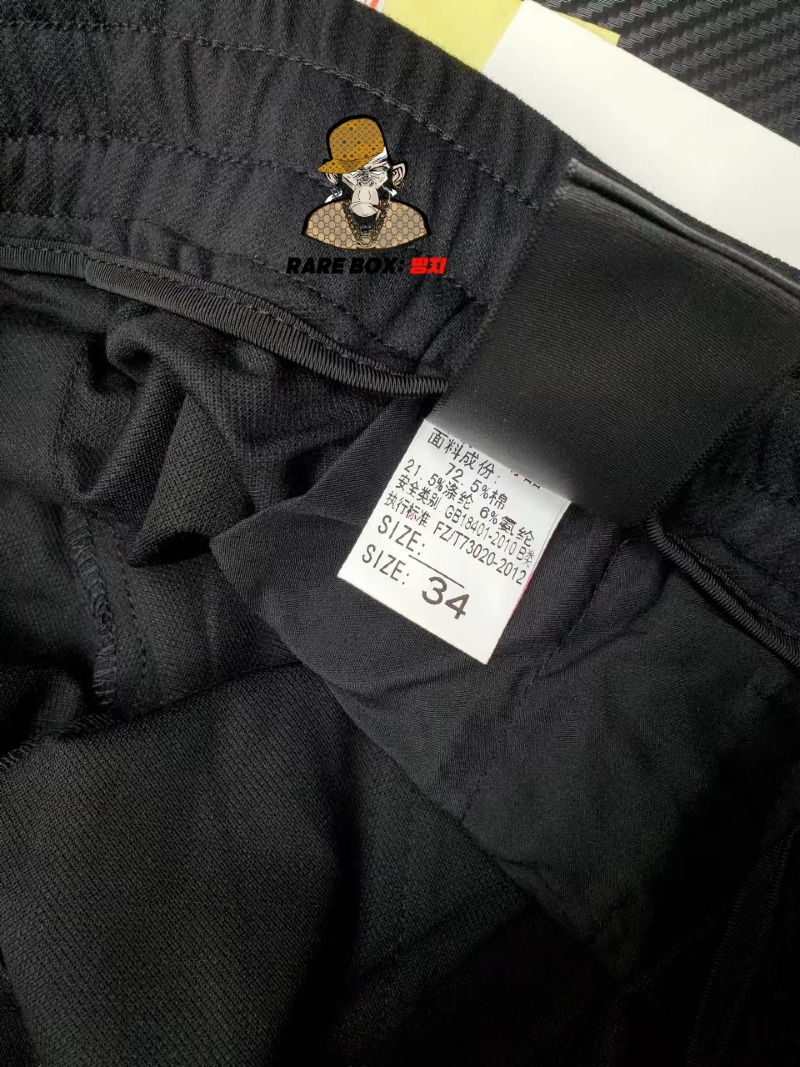 RARE BOX: 밍지
面料成份:
72.5%棉
21.5%涤纶 6%氨纶
安全类别 GB18401-2010 B类
执行标准 FZ/T73020-2012
SIZE:
SIZE: 34